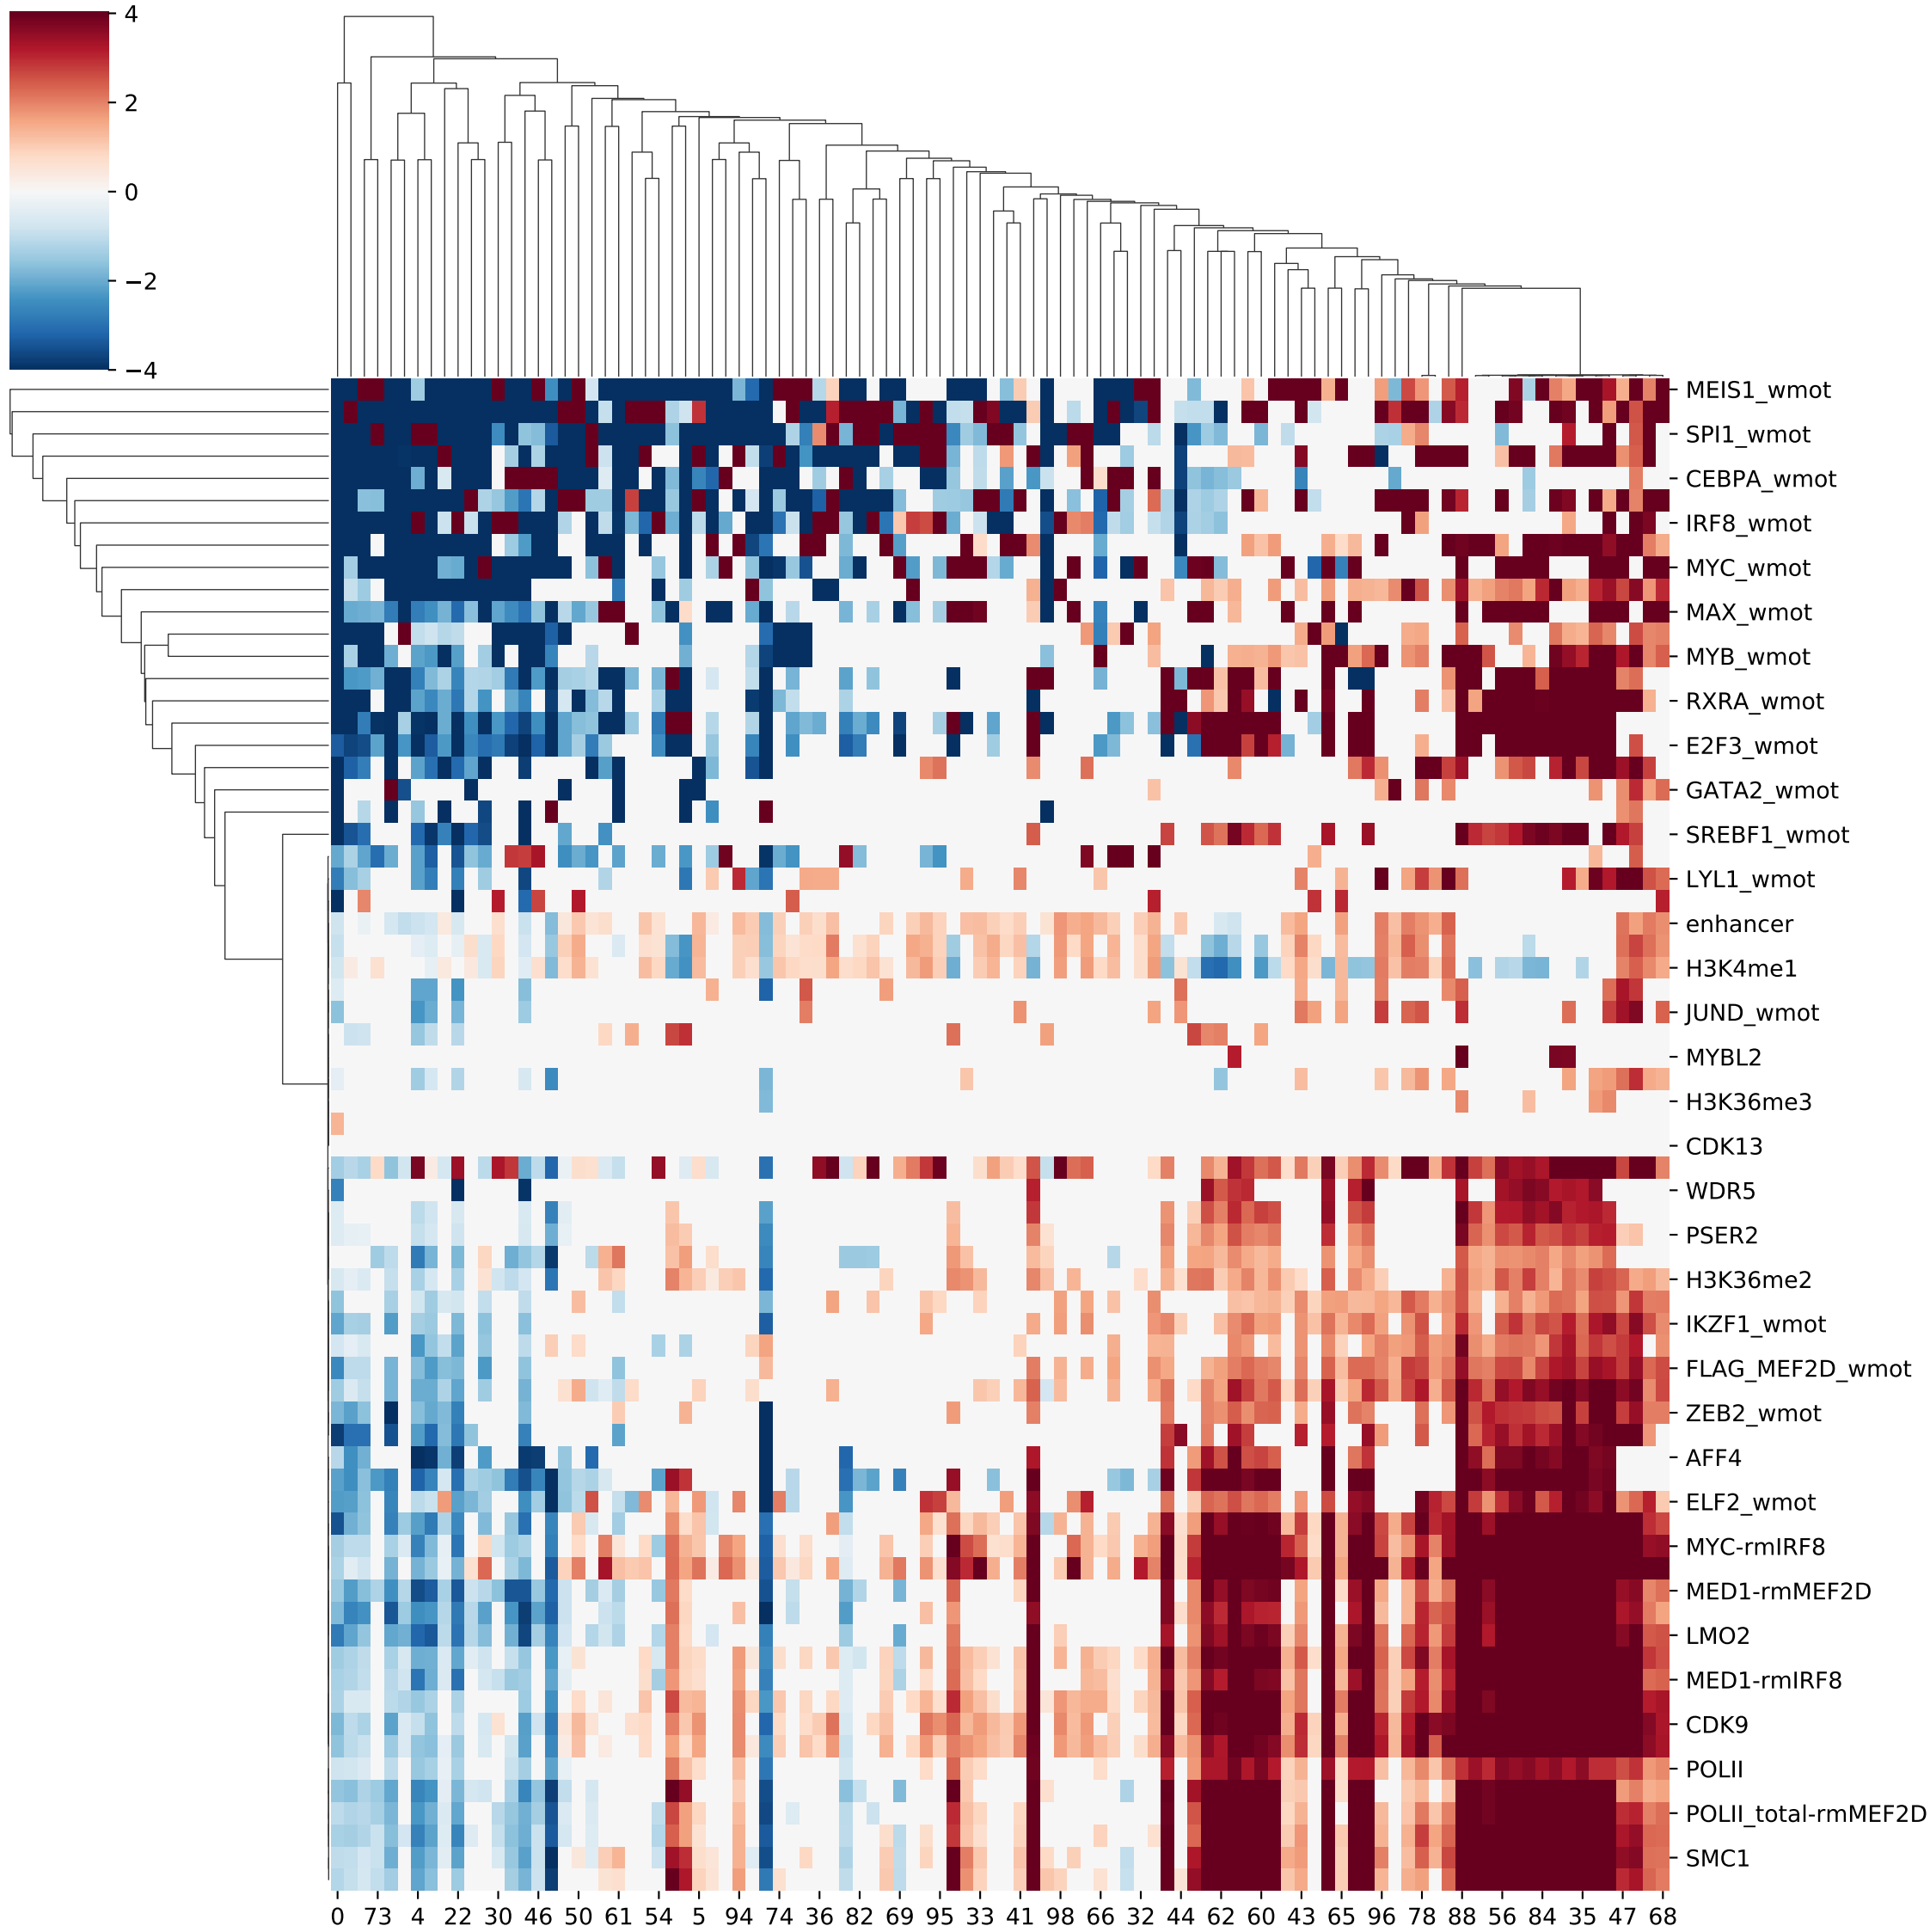 4
2
0
−2
−4
MEIS1_wmot
SPI1_wmot
CEBPA_wmot
IRF8_wmot
MYC_wmot
MAX_wmot
MYB_wmot
RXRA_wmot
E2F3_wmot
GATA2_wmot
SREBF1_wmot
LYL1_wmot
enhancer
H3K4me1
JUND_wmot
MYBL2
H3K36me3
CDK13
WDR5
PSER2
H3K36me2
IKZF1_wmot
FLAG_MEF2D_wmot
ZEB2_wmot
AFF4
ELF2_wmot
MYC-rmIRF8
MED1-rmMEF2D
LMO2
MED1-rmIRF8
CDK9
POLII
POLII_total-rmMEF2D
SMC1
0 73 4 22 30 46 50 61 54 5 94 74 36 82 69 95 33 41 98 66 32 44 62 60 43 65 96 78 88 56 84 35 47 68